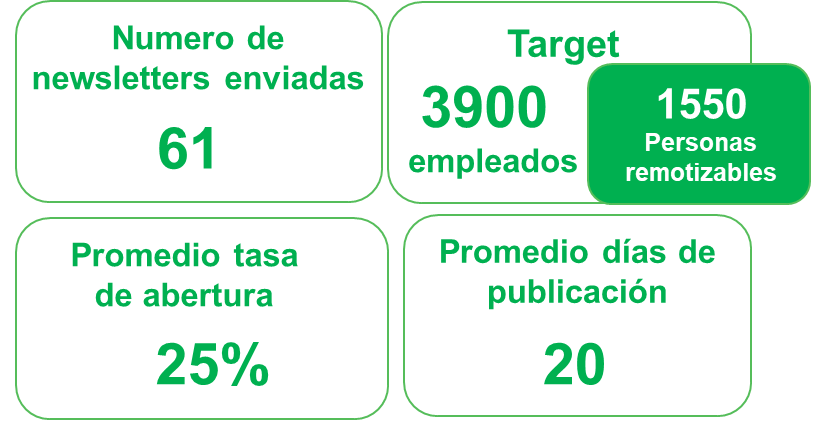 Numero de
newsletters enviadas
61
Target
3900
empleados
1550
Personas
remotizables
Promedio tasa
de abertura
25%
Promedio días de
publicación
20